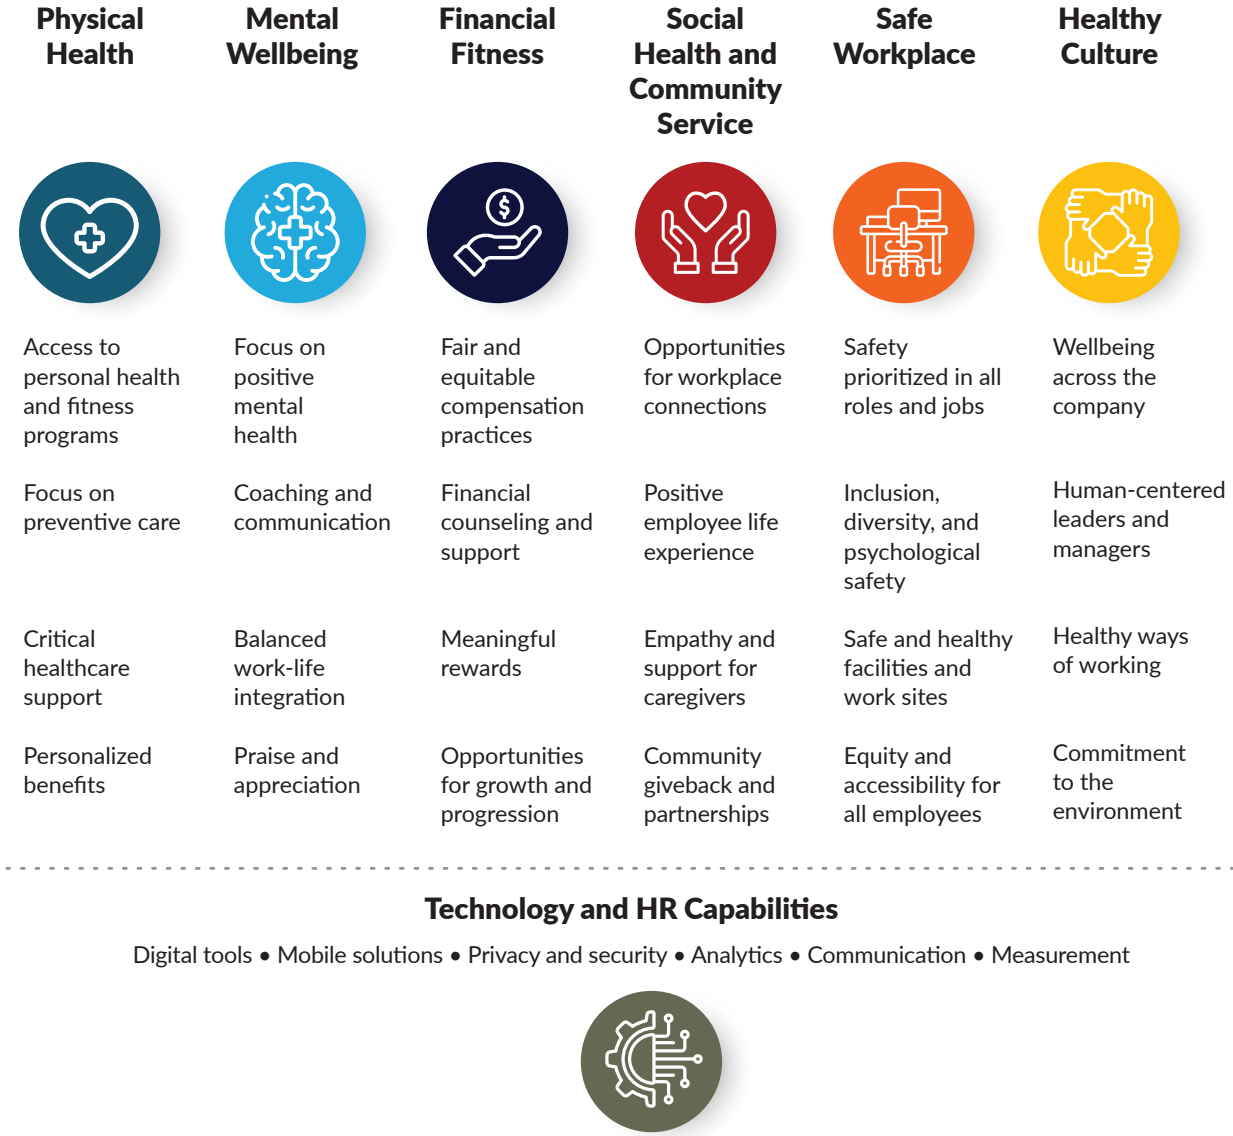 Physical
Health
Mental
Wellbeing
Financial
Fitness
Social
Health and
Community
Service
Safe
Workplace
Healthy
Culture
$
Access to
personal health
and fitness
programs
Focus on
preventive care
Critical
healthcare
support
Personalized
benefits
Focus on
positive
mental
health
Coaching and
communication
Balanced
work-life
integration
Praise and
appreciation
Fair and
equitable
compensation
practices
Financial
counseling and
support
Meaningful
rewards
Opportunities
for growth and
progression
Opportunities
for workplace
connections
Positive
employee life
experience
Empathy and
support for
caregivers
Community
giveback and
partnerships
Safety
prioritized in all
roles and jobs
Inclusion,
diversity, and
psychological
safety
Safe and healthy
facilities and
work sites
Equity and
accessibility for
all employees
Wellbeing
across the
company
Human-centered
leaders and
managers
Healthy ways
of working
Commitment
to the
environment
Technology and HR Capabilities
Digital tools • Mobile solutions • Privacy and security • Analytics • Communication • Measurement